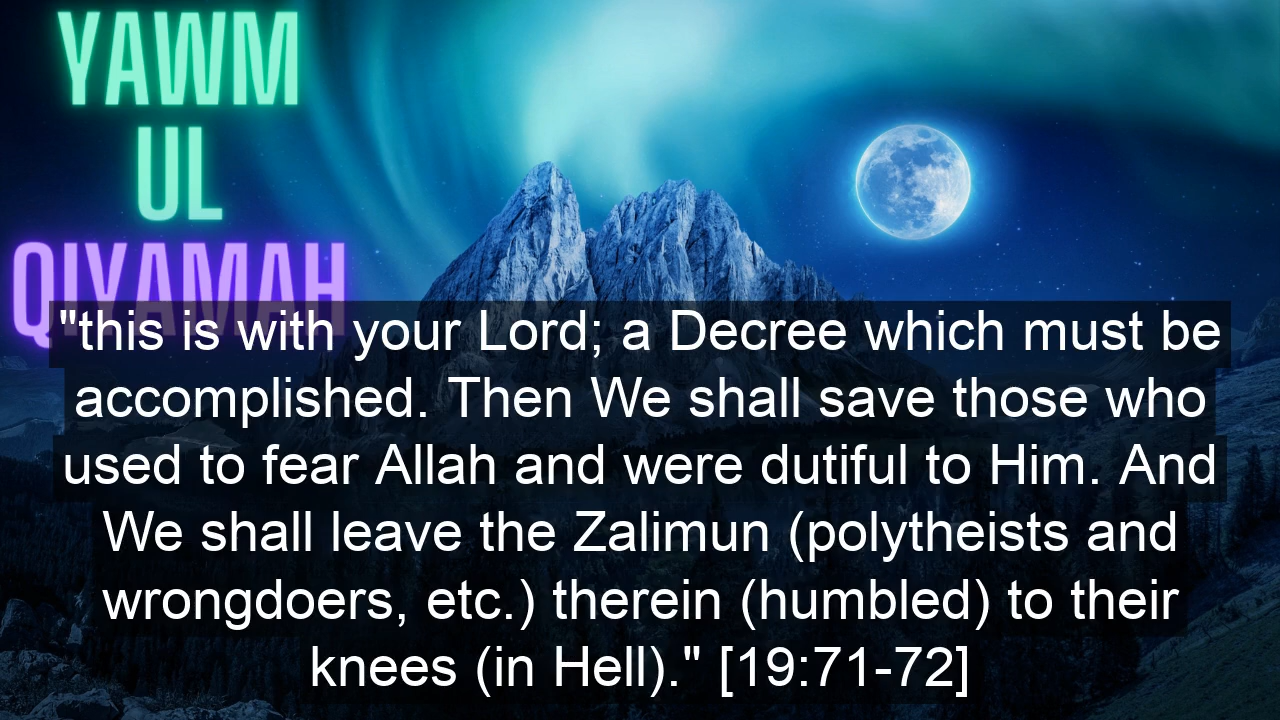 YAWM
UL
QIYAMAH
"this is with your Lord; a Decree which must be
accomplished. Then We shall save those who
used to fear Allah and were dutiful to Him. And
We shall leave the Zalimun (polytheists and
wrongdoers, etc.) therein (humbled) to their
knees (in Hell)." [19:71-72]